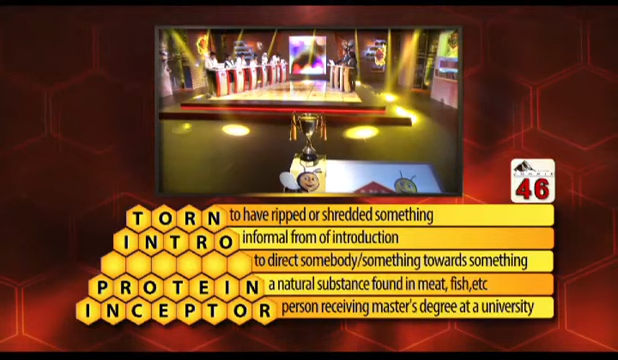 46
TORN to have ripped or shredded something
INTRO informal from of introduction
to direct somebody/something towards something
PROTEIN a natural substance found in meat, fish,etc
INCEPTOR person receiving master's degree at a university